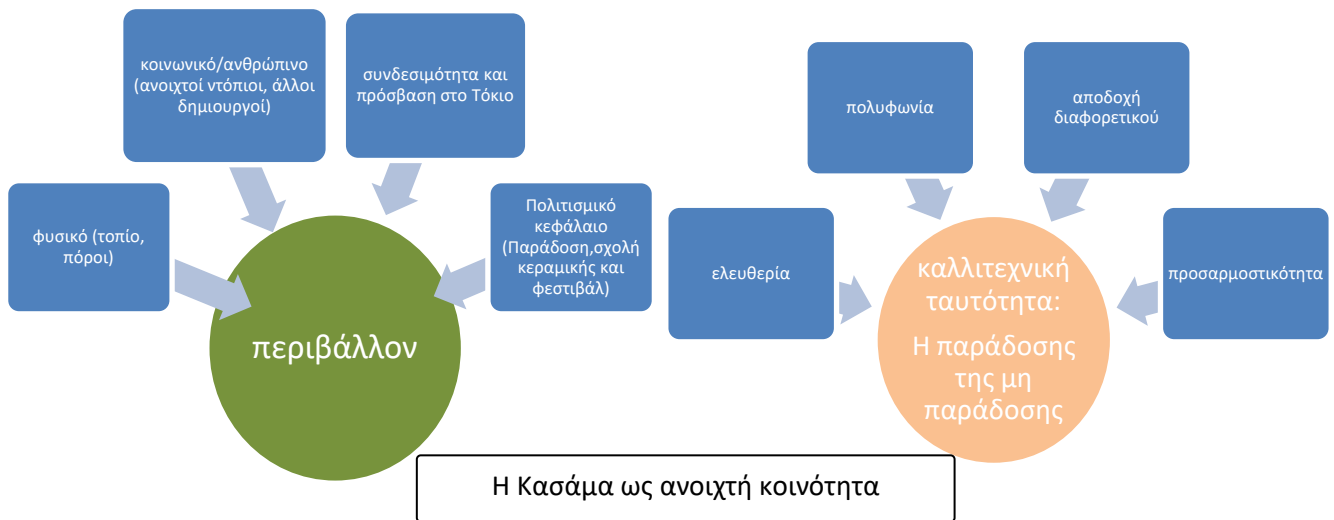 κοινωνικό/ανθρώπινο
(ανοιχτοί ντόπιοι, άλλοι
δημιουργοί)
συνδεσιμότητα και
πρόσβαση στο Τόκιο
φυσικό (τοπίο,
πόροι)
Πολιτισμικό
κεφάλαιο
(Παράδοση,σχολή
κεραμικής και
φεστιβάλ)
περιβάλλον
πολυφωνία
αποδοχή
διαφορετικού
ελευθερία
προσαρμοστικότητα
καλλιτεχνική
ταυτότητα:
Η παράδοσης
της μη
παράδοσης
Η Κασάμα ως ανοιχτή κοινότητα